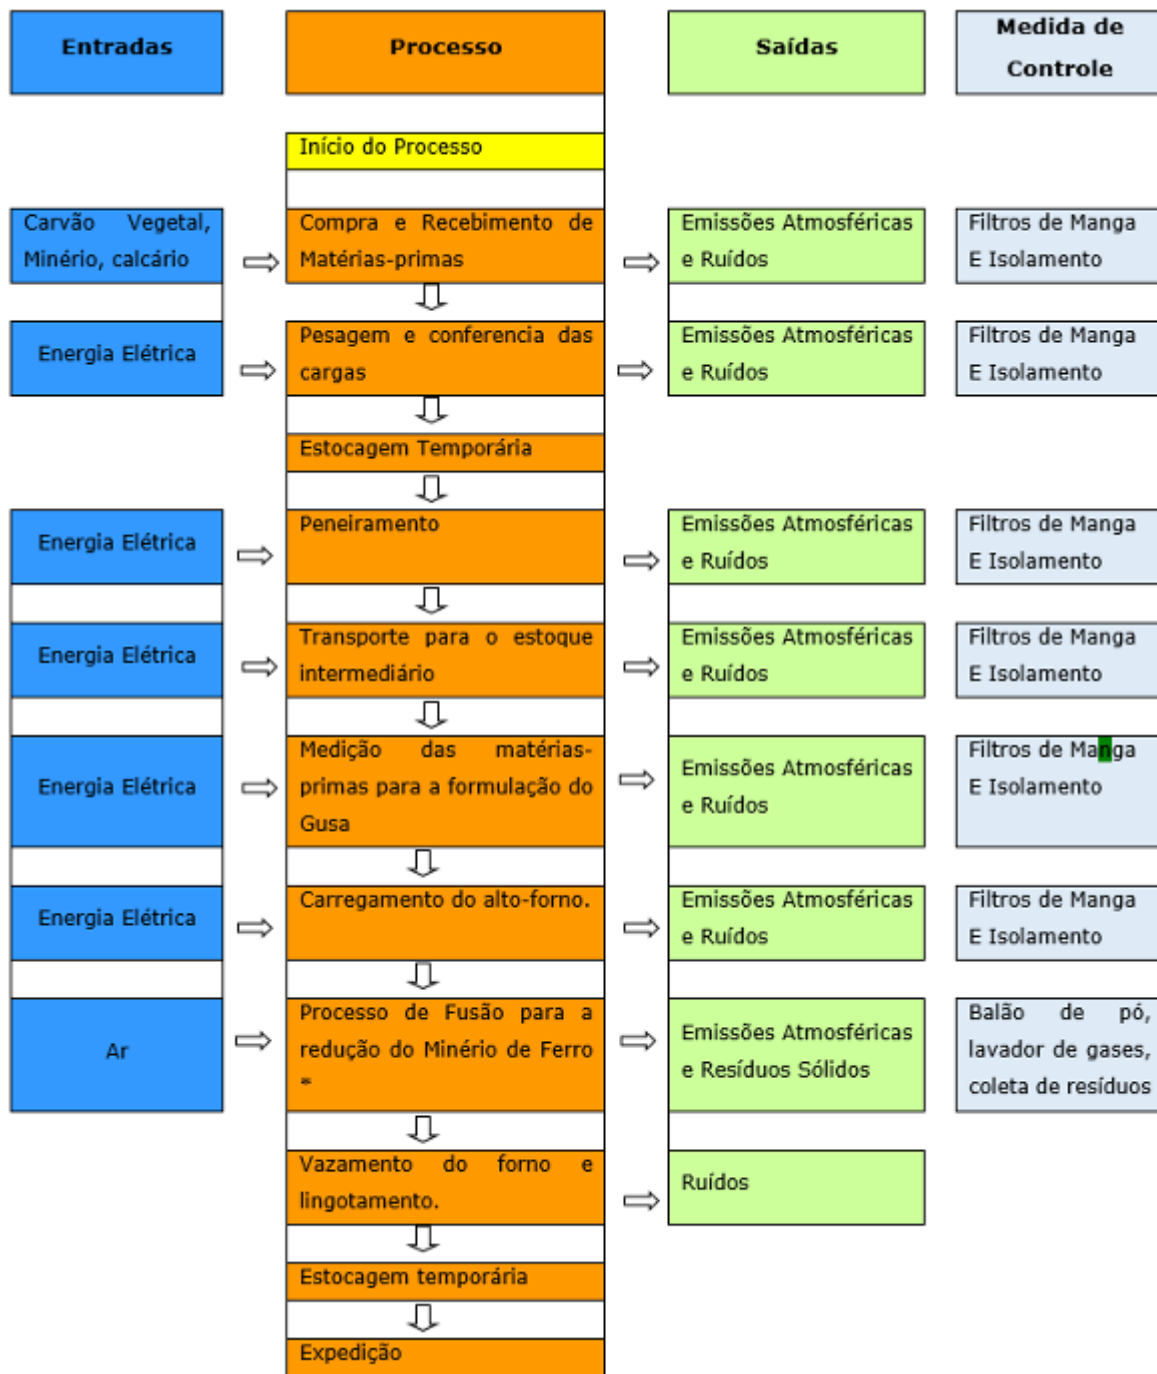 Entradas
Processo
Saídas
Medida de
Controle
Início do Processo
Carvão Vegetal,
Minério, calcário
Compra e Recebimento de
Matérias-primas
Emissões Atmosféricas
e Ruídos
Filtros de Manga
E Isolamento
Energia Elétrica
Pesagem e conferencia das
cargas
Emissões Atmosféricas
e Ruídos
Filtros de Manga
E Isolamento
Estocagem Temporária
Energia Elétrica
Peneiramento
Emissões Atmosféricas
e Ruídos
Filtros de Manga
E Isolamento
Energia Elétrica
Transporte para o estoque
intermediário
Emissões Atmosféricas
e Ruídos
Filtros de Manga
E Isolamento
Energia Elétrica
Medição das matérias-
primas para a formulação do
Gusa
Emissões Atmosféricas
e Ruídos
Filtros de Manga
E Isolamento
Energia Elétrica
Carregamento do alto-forno.
Emissões Atmosféricas
e Ruídos
Filtros de Manga
E Isolamento
Ar
Processo de Fusão para a
redução do Minério de Ferro
*
Emissões Atmosféricas
e Resíduos Sólidos
Balão de pó,
lavador de gases,
coleta de resíduos
Vazamento do forno e
lingotamento.
Ruídos
Estocagem temporária
Expedição